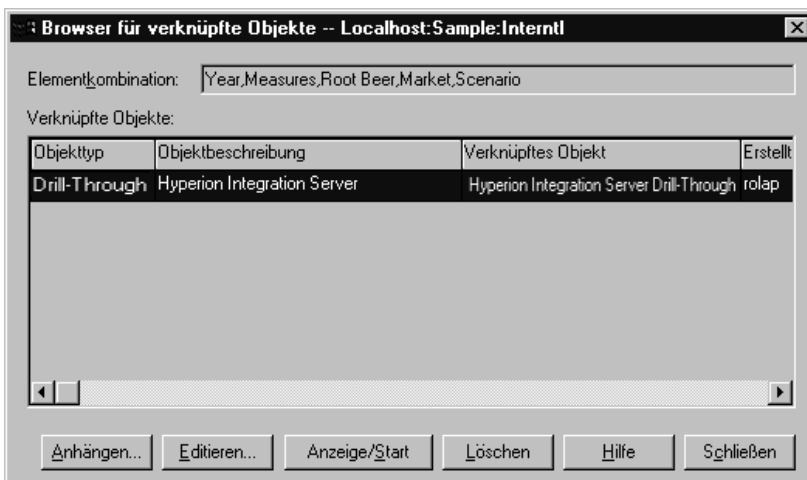 Browser für verknüpfte Objekte -- Localhost:Sample:Interntl
Elementkombination: Year,Measures,Root Beer,Market,Scenario
Verknüpfte Objekte:
Objekttyp Objektbeschreibung Verknüpftes Objekt Erstellt
Drill-Through Hyperion Integration Server Hyperion Integration Server Drill-Through rolap
Anhängen... Editieren... Anzeige/Start Löschen Hilfe Schließen